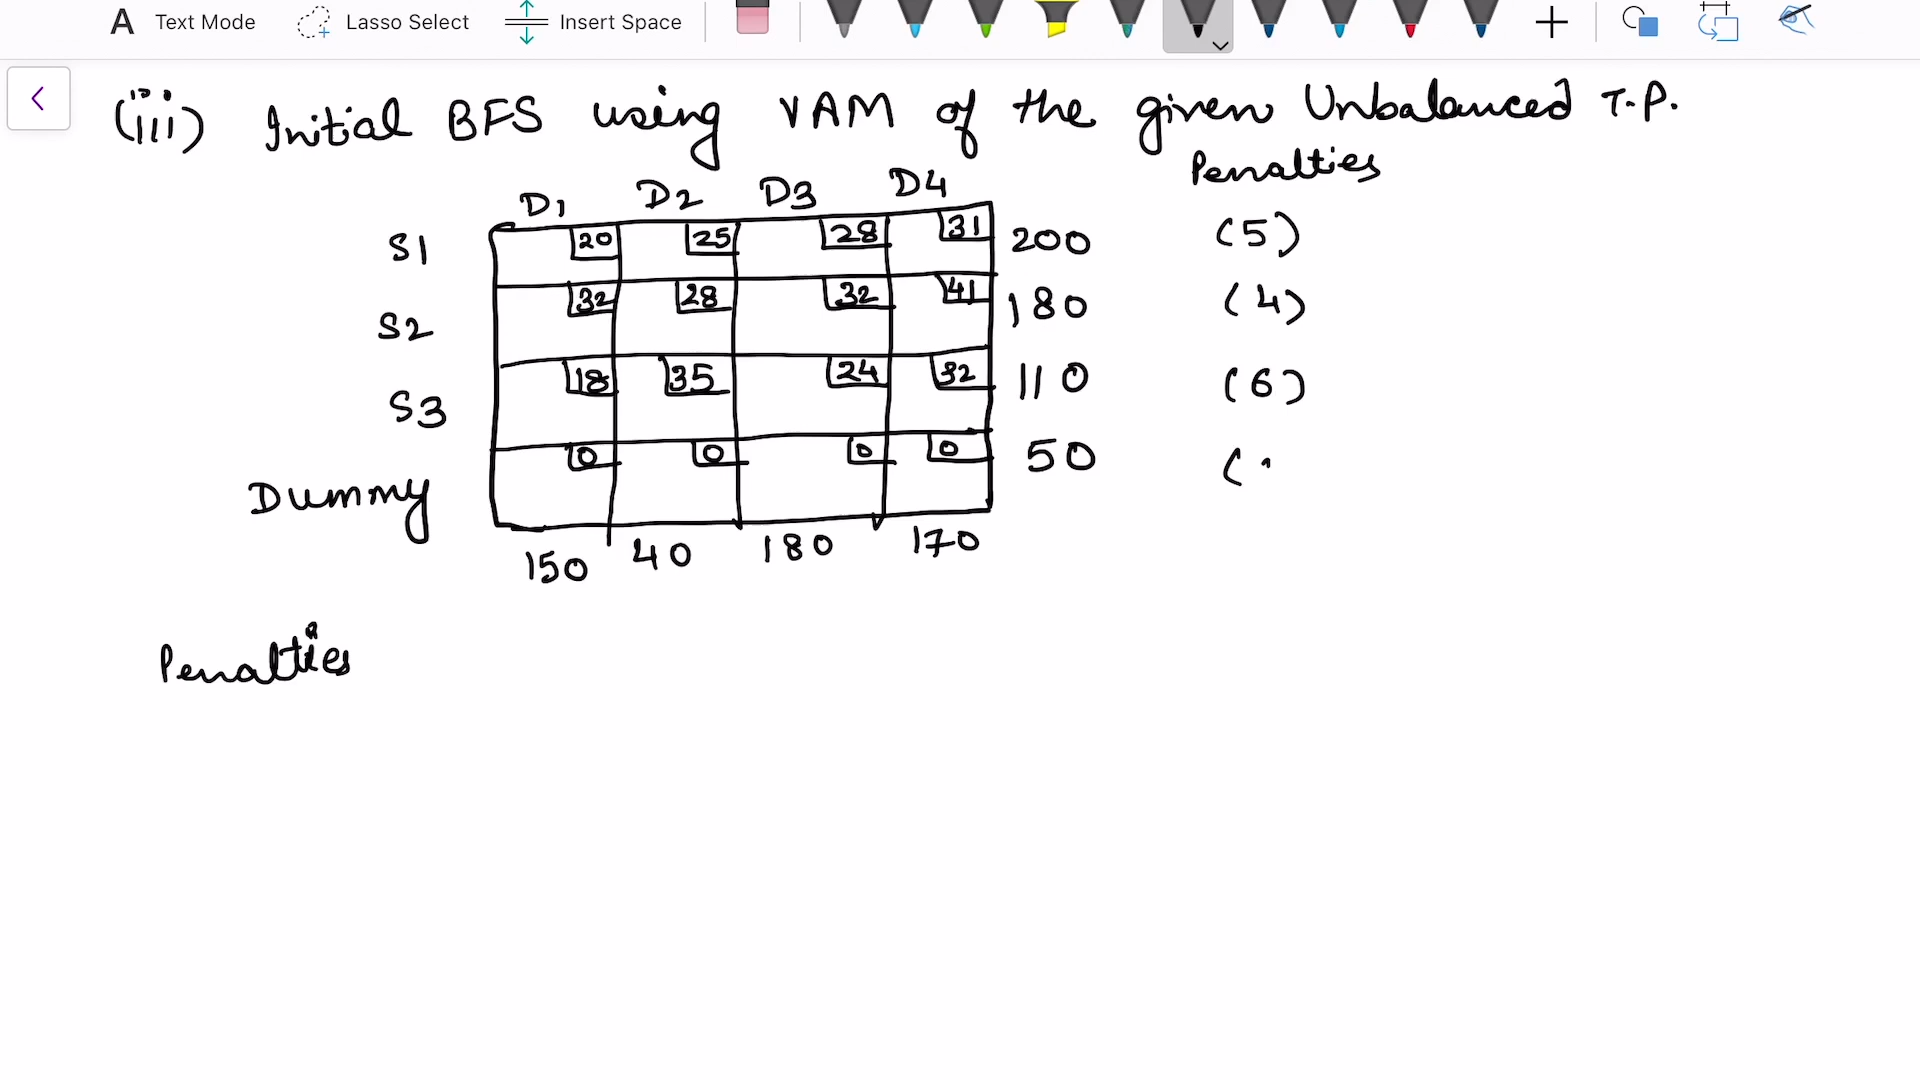 Text Mode Lasso Select Insert Space
(iii) Initial BFS using VAM of the given Unbalanced T.P.
Penalties
D1 D2 D3 D4
S1 20 25 28 31 200 (5)
S2 32 28 32 41 180 (4)
S3 18 35 24 32 110 (6)
Dummy 0 0 0 0 50 (
150 40 180 170
Penalties